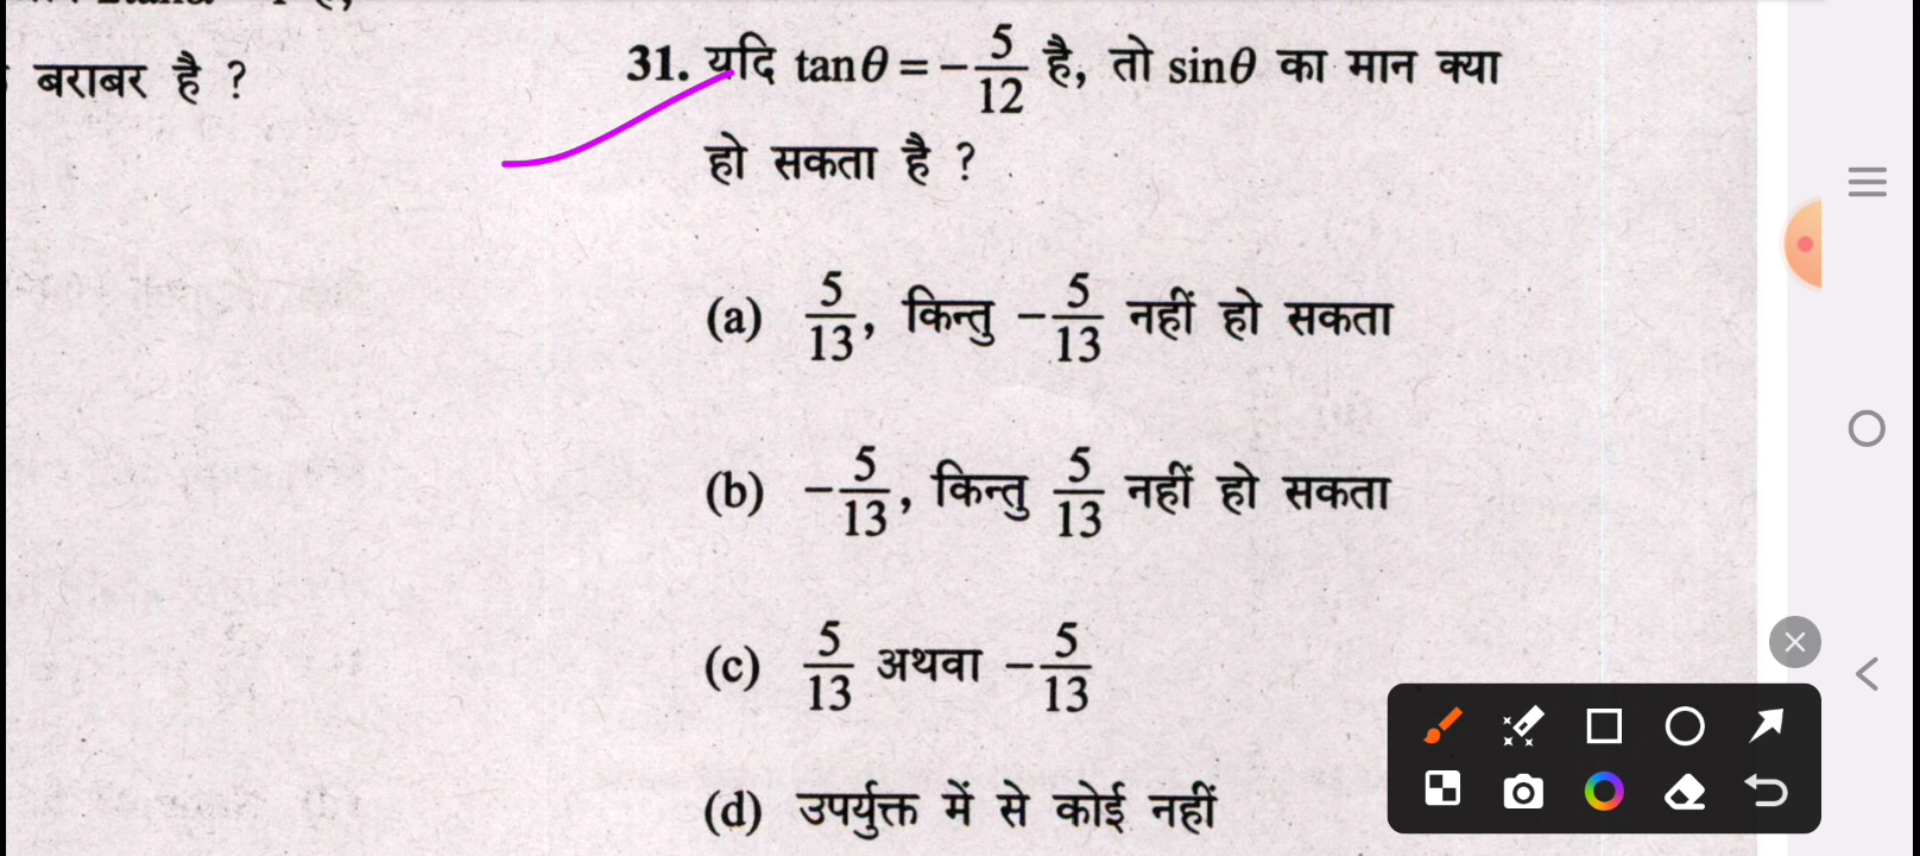 बराबर है ?
31. यदि tanθ = -5/12 है, तो sinθ का मान क्या
हो सकता है ?
(a) 5/13, किन्तु -5/13 नहीं हो सकता
(b) -5/13, किन्तु 5/13 नहीं हो सकता
(c) 5/13 अथवा -5/13
(d) उपर्युक्त में से कोई नहीं